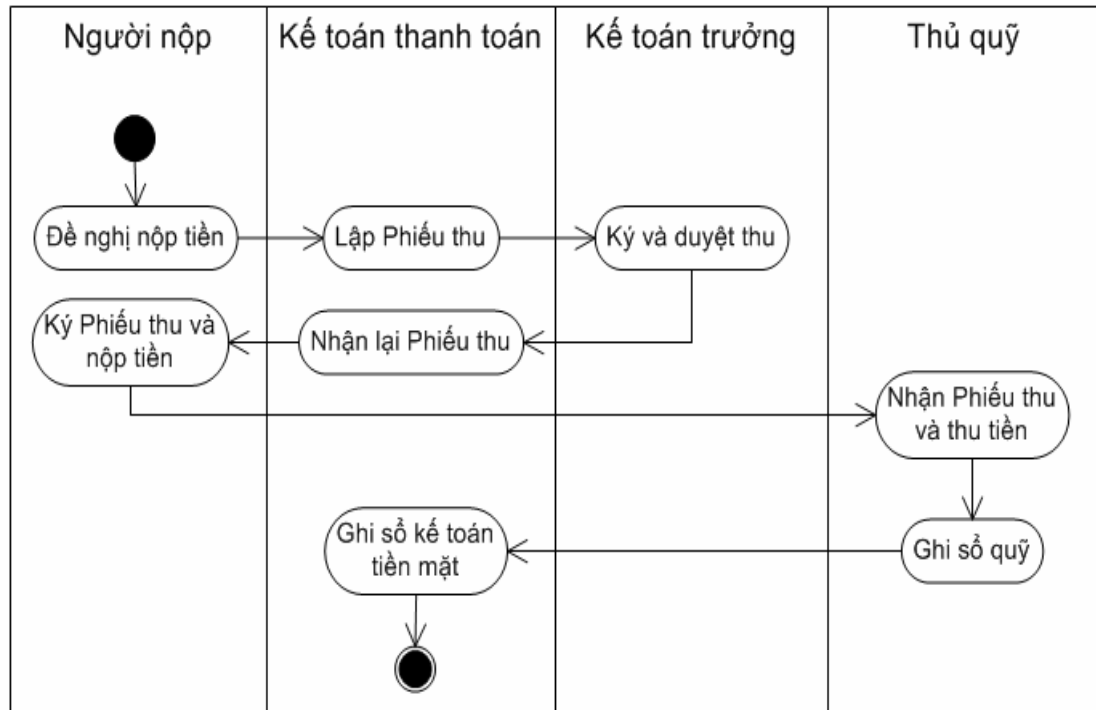 Người nộp
Kế toán thanh toán
Kế toán trưởng
Thủ quỹ
Đề nghị nộp tiền
Lập Phiếu thu
Ký và duyệt thu
Ký Phiếu thu và
nộp tiền
Nhận lại Phiếu thu
Nhận Phiếu thu
và thu tiền
Ghi sổ kế toán
tiền mặt
Ghi sổ quỹ